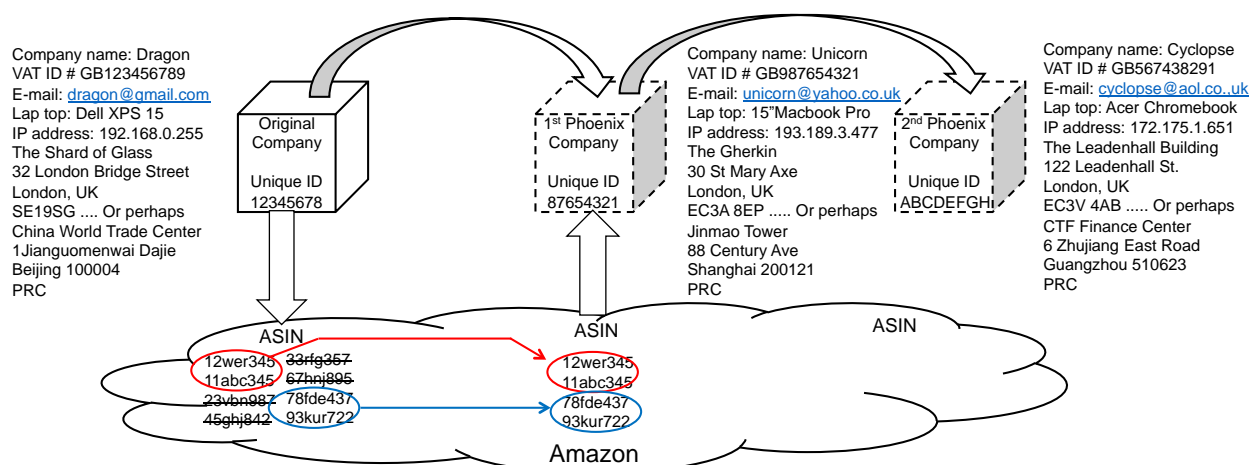 Company name: Dragon
VAT ID # GB123456789
E-mail: dragon@gmail.com
Lap top: Dell XPS 15
IP address: 192.168.0.255
The Shard of Glass
32 London Bridge Street
London, UK
SE19SG .... Or perhaps
China World Trade Center
1Jianguomenwai Dajie
Beijing 100004
PRC
Original
Company
Unique ID
12345678
1st Phoenix
Company
Unique ID
87654321
Company name: Unicorn
VAT ID # GB987654321
E-mail: unicorn@yahoo.co.uk
Lap top: 15"Macbook Pro
IP address: 193.189.3.477
The Gherkin
30 St Mary Axe
London, UK
EC3A 8EP ..... Or perhaps
Jinmao Tower
88 Century Ave
Shanghai 200121
PRC
2nd Phoenix
Company
Unique ID
ABCDEFGH
Company name: Cyclopse
VAT ID # GB567438291
E-mail: cyclopse@aol.co.,uk
Lap top: Acer Chromebook
IP address: 172.175.1.651
The Leadenhall Building
122 Leadenhall St.
London, UK
EC3V 4AB ..... Or perhaps
CTF Finance Center
6 Zhujiang East Road
Guangzhou 510623
PRC
ASIN
12wer345 33rfg357
11abc345 67hnj895
23vbn987 78fde437
45ghj842 93kur722
ASIN
12wer345
11abc345
78fde437
93kur722
ASIN
Amazon